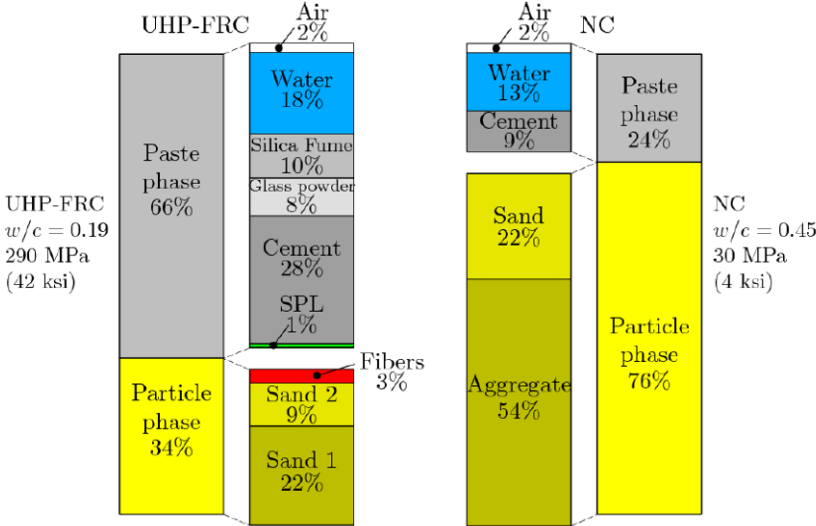 UHP-FRC
Air
2%
Water
18%
Silica Fume
10%
Glass powder
8%
Cement
28%
SPL
1%
Paste
phase
66%
UHP-FRC
w/c = 0.19
290 MPa
(42 ksi)
Particle
phase
34%
Fibers
3%
Sand 2
9%
Sand 1
22%
Air
2%
NC
Water
13%
Cement
9%
Paste
phase
24%
Sand
22%
Aggregate
54%
Particle
phase
76%
NC
w/c = 0.45
30 MPa
(4 ksi)